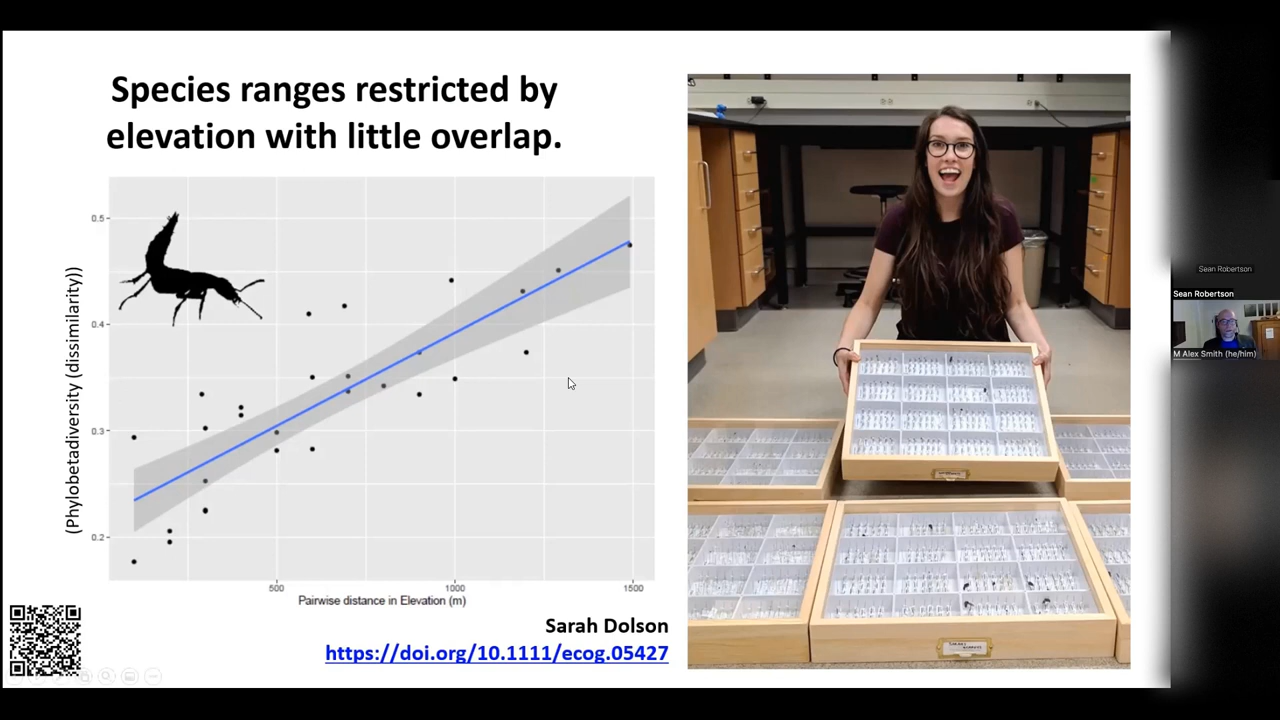 Species ranges restricted by
elevation with little overlap.
(Phylobetadiversity (dissimilarity))
0.5
0.4
0.3
0.2
500
1000
1500
Pairwise distance in Elevation (m)
Sarah Dolson
https://doi.org/10.1111/ecog.05427
Sean Robertson
Sean Robertson
M Alex Smith (he/him)